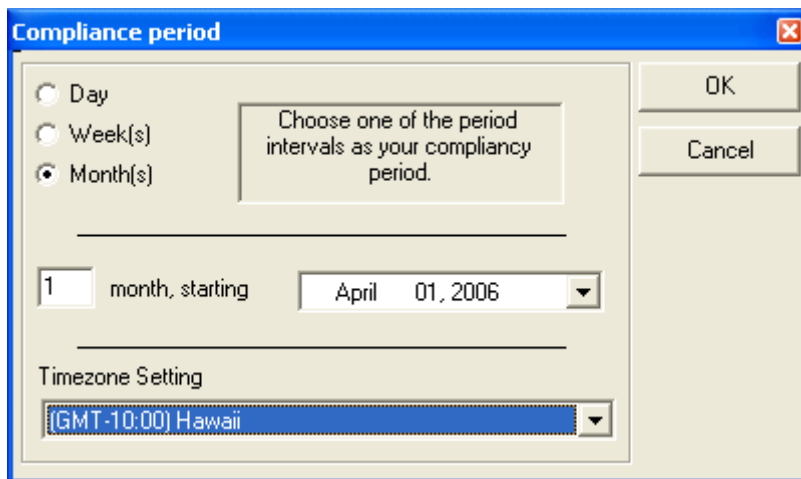 Compliance period
Day
Week(s)
Month(s)
Choose one of the period
intervals as your compliancy
period.
OK
Cancel
1 month, starting April 01, 2006
Timezone Setting
(GMT-10:00) Hawaii